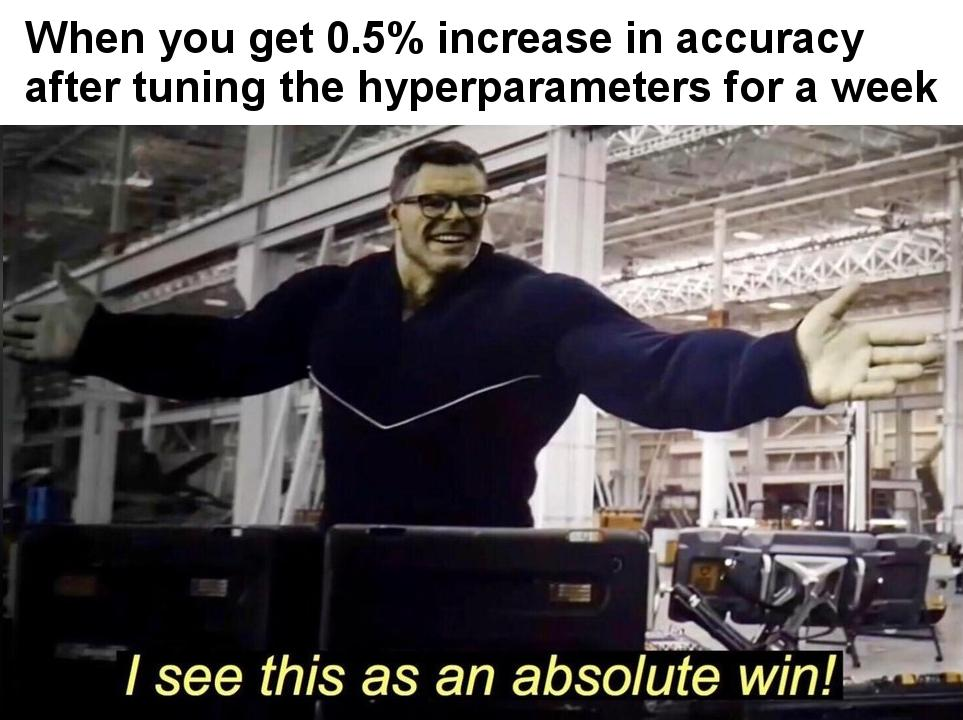 When you get 0.5% increase in accuracy
after tuning the hyperparameters for a week
I see this as an absolute win!